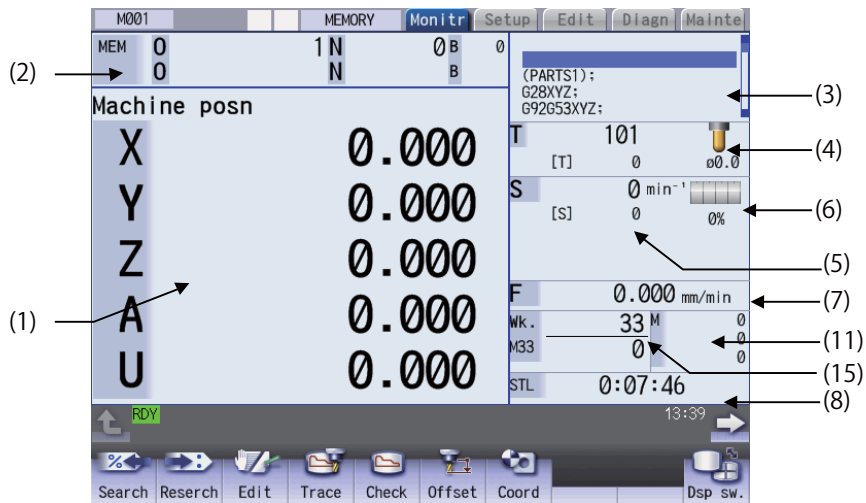 M001 MEMORY Monitr Setup Edit Diagn Mainte
MEM O 1 N 0 B 0
O N B
(2)
(PARTS1);
G28XYZ;
G92G53XYZ;
(3)
Machine posn
X 0.000
Y 0.000
Z 0.000
A 0.000
U 0.000
(1)
T 101
[T] 0 ø0.0
(4)
S 0 min⁻¹
[S] 0 0%
(6)
(5)
F 0.000 mm/min
(7)
Wk. 33 M 0
M33 0 0
0
(11)
(15)
STL 0:07:46
(8)
RDY 13:39
Search Reserch Edit Trace Check Offset Coord Dsp sw.